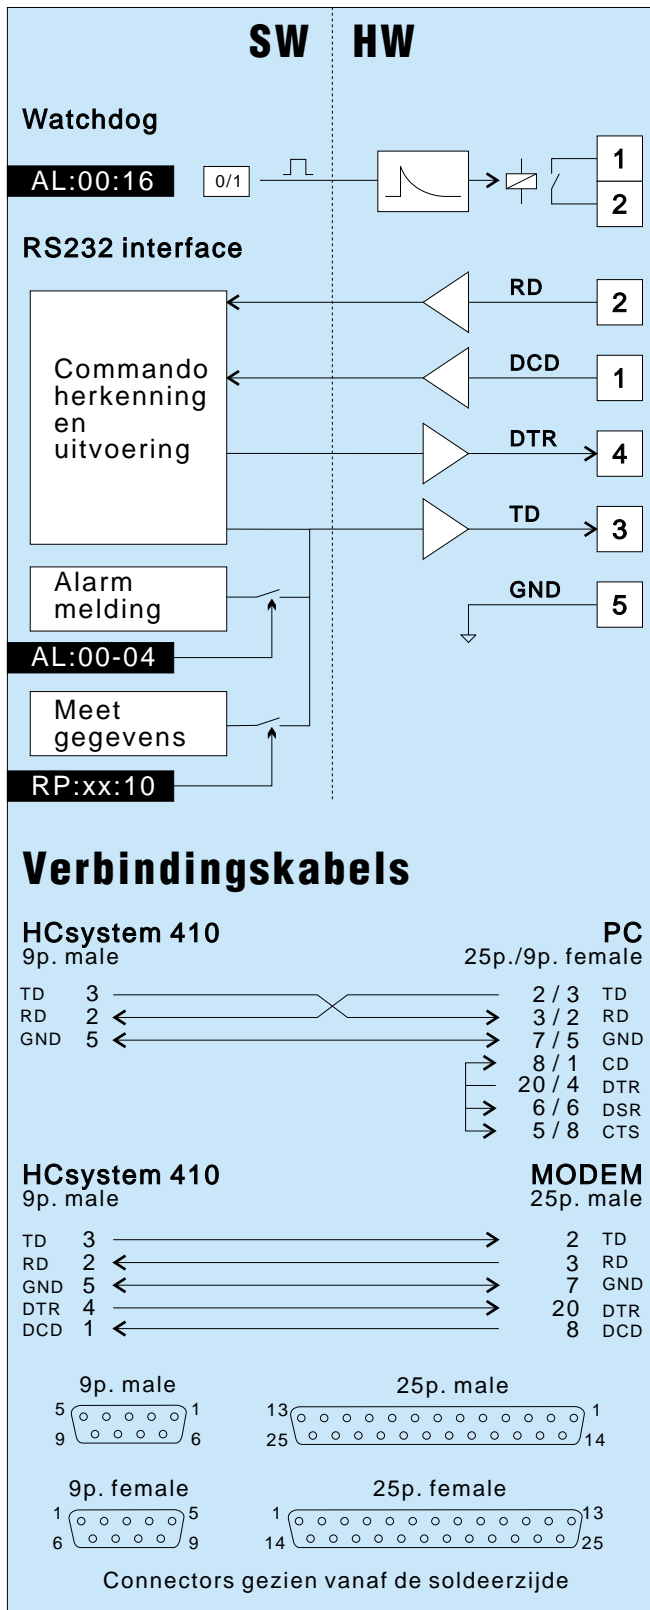 SW HW
Watchdog
AL:00:16 0/1 1
2
RS232 interface
RD 2
Commando
herkenning
en
uitvoering
DCD 1
DTR 4
TD 3
Alarm
melding
GND 5
AL:00-04
Meet
gegevens
RP:xx:10
Verbindingskabels
HCsystem 410 PC
9p. male 25p./9p. female
TD 3 2 / 3 TD
RD 2 3 / 2 RD
GND 5 7 / 5 GND
8 / 1 CD
20 / 4 DTR
6 / 6 DSR
5 / 8 CTS
HCsystem 410 MODEM
9p. male 25p. male
TD 3 2 TD
RD 2 3 RD
GND 5 7 GND
DTR 4 20 DTR
DCD 1 8 DCD
9p. male 25p. male
5 1 13 1
9 6 25 14
9p. female 25p. female
1 5 1 13
6 9 14 25
Connectors gezien vanaf de soldeerzijde